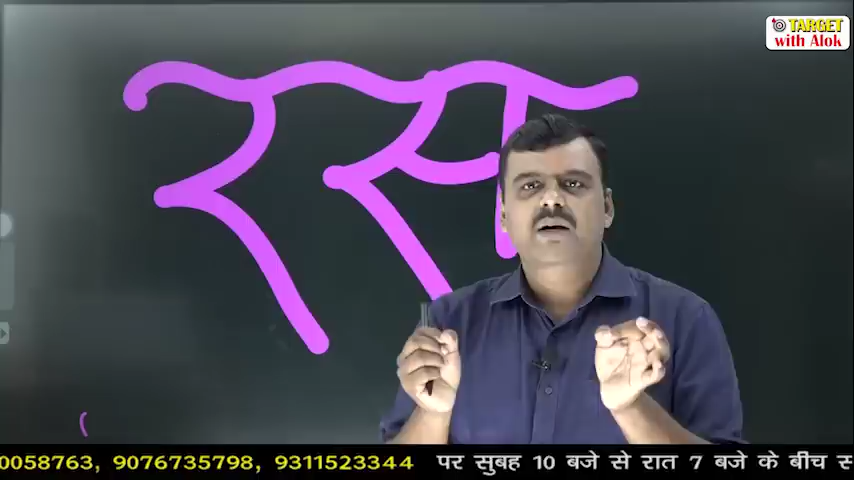 TARGET
with Alok
रस
0058763, 9076735798, 9311523344 पर सुबह 10 बजे से रात 7 बजे के बीच स